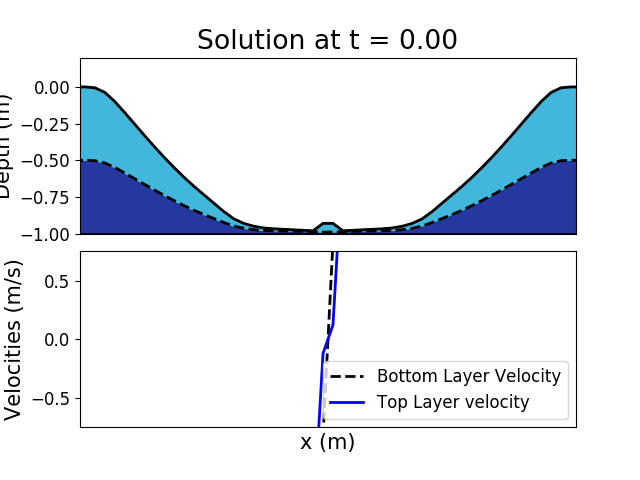 Solution at t = 0.00
Depth (m)
0.00
−0.25
−0.50
−0.75
−1.00
Velocities (m/s)
0.5
0.0
−0.5
Bottom Layer Velocity
Top Layer velocity
x (m)